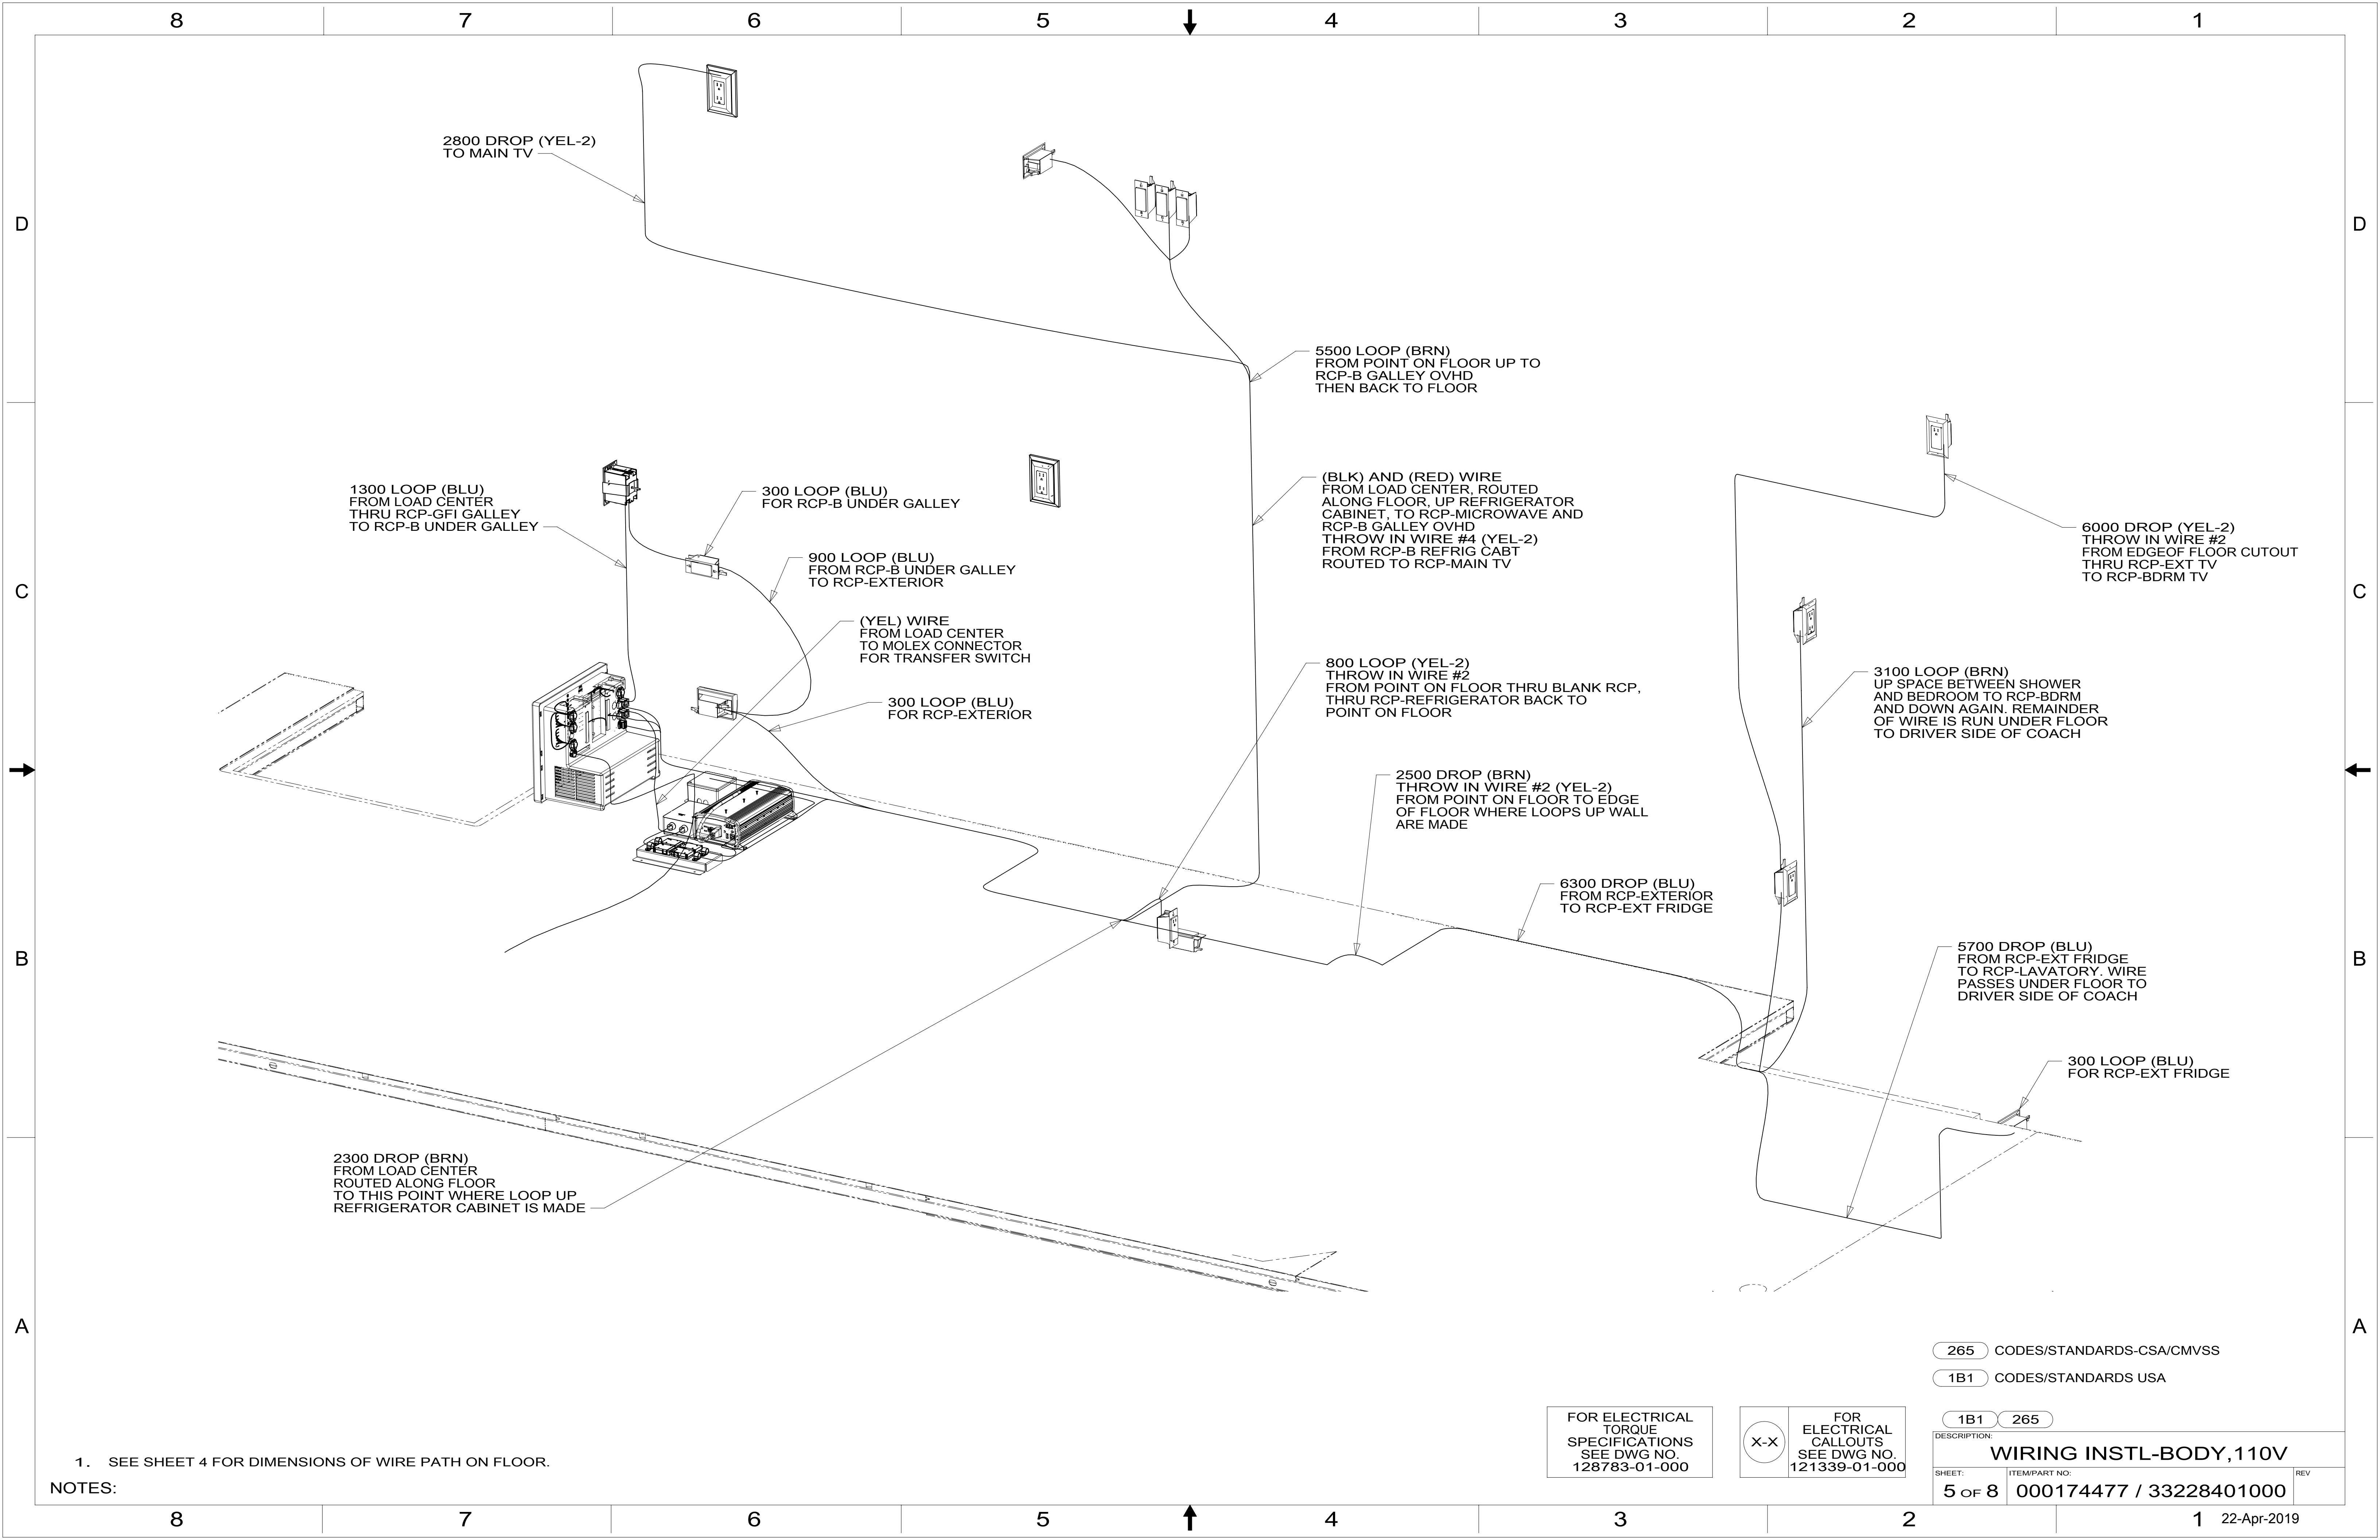 8 7 6 5 4 3 2 1
D D
C C
B B
A A
2800 DROP (YEL-2)
TO MAIN TV
5500 LOOP (BRN)
FROM POINT ON FLOOR UP TO
RCP-B GALLEY OVHD
THEN BACK TO FLOOR
1300 LOOP (BLU)
FROM LOAD CENTER
THRU RCP-GFI GALLEY
TO RCP-B UNDER GALLEY
300 LOOP (BLU)
FOR RCP-B UNDER GALLEY
900 LOOP (BLU)
FROM RCP-B UNDER GALLEY
TO RCP-EXTERIOR
(YEL) WIRE
FROM LOAD CENTER
TO MOLEX CONNECTOR
FOR TRANSFER SWITCH
300 LOOP (BLU)
FOR RCP-EXTERIOR
(BLK) AND (RED) WIRE
FROM LOAD CENTER, ROUTED
ALONG FLOOR, UP REFRIGERATOR
CABINET, TO RCP-MICROWAVE AND
RCP-B GALLEY OVHD
THROW IN WIRE #4 (YEL-2)
FROM RCP-B REFRIG CABT
ROUTED TO RCP-MAIN TV
6000 DROP (YEL-2)
THROW IN WIRE #2
FROM EDGEOF FLOOR CUTOUT
THRU RCP-EXT TV
TO RCP-BDRM TV
800 LOOP (YEL-2)
THROW IN WIRE #2
FROM POINT ON FLOOR THRU BLANK RCP,
THRU RCP-REFRIGERATOR BACK TO
POINT ON FLOOR
3100 LOOP (BRN)
UP SPACE BETWEEN SHOWER
AND BEDROOM TO RCP-BDRM
AND DOWN AGAIN. REMAINDER
OF WIRE IS RUN UNDER FLOOR
TO DRIVER SIDE OF COACH
2500 DROP (BRN)
THROW IN WIRE #2 (YEL-2)
FROM POINT ON FLOOR TO EDGE
OF FLOOR WHERE LOOPS UP WALL
ARE MADE
6300 DROP (BLU)
FROM RCP-EXTERIOR
TO RCP-EXT FRIDGE
5700 DROP (BLU)
FROM RCP-EXT FRIDGE
TO RCP-LAVATORY. WIRE
PASSES UNDER FLOOR TO
DRIVER SIDE OF COACH
300 LOOP (BLU)
FOR RCP-EXT FRIDGE
2300 DROP (BRN)
FROM LOAD CENTER
ROUTED ALONG FLOOR
TO THIS POINT WHERE LOOP UP
REFRIGERATOR CABINET IS MADE
265 CODES/STANDARDS-CSA/CMVSS
1B1 CODES/STANDARDS USA
1B1 265
FOR ELECTRICAL
TORQUE
SPECIFICATIONS
SEE DWG NO.
128783-01-000
X-X
FOR
ELECTRICAL
CALLOUTS
SEE DWG NO.
121339-01-000
DESCRIPTION:
WIRING INSTL-BODY,110V
SHEET: ITEM/PART NO: REV
5 OF 8 000174477 / 33228401000
1. SEE SHEET 4 FOR DIMENSIONS OF WIRE PATH ON FLOOR.
NOTES:
8 7 6 5 4 3 2 1
22-Apr-2019